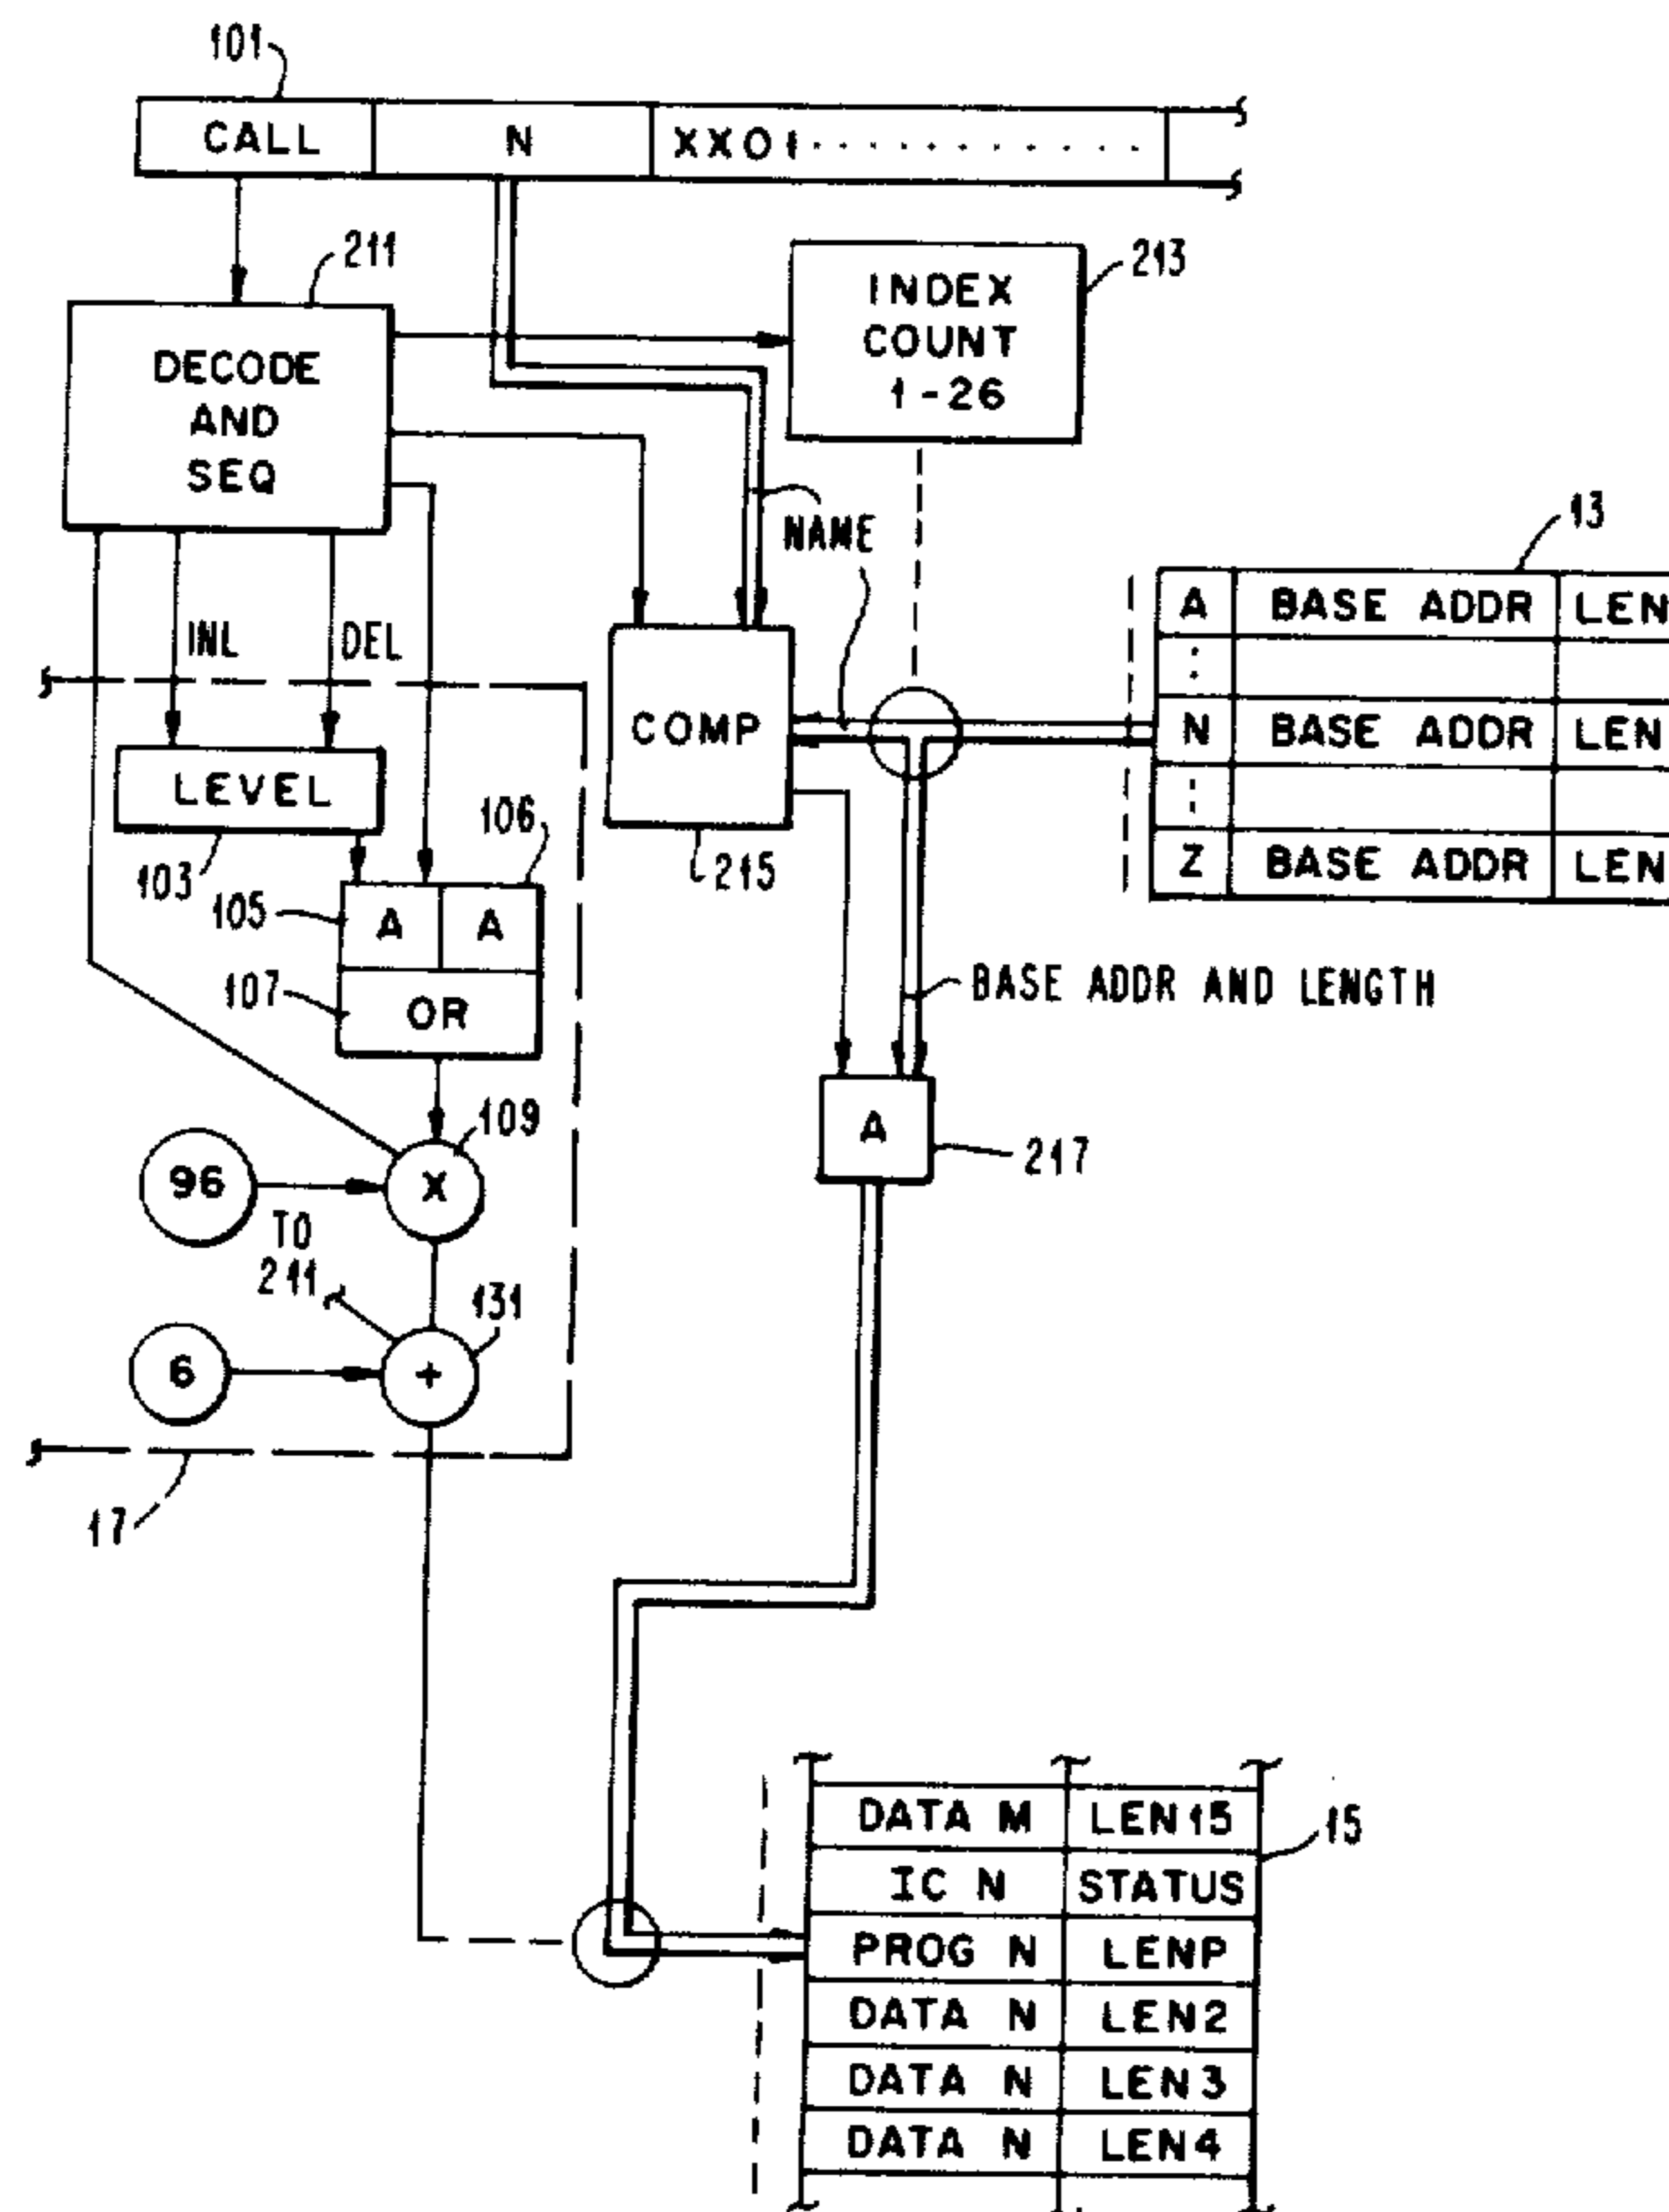 101
CALL N XX01............
211
213
DECODE
AND
SEQ
INDEX
COUNT
1-26
NAME
13
INL DEL
A BASE ADDR LEN
N BASE ADDR LEN
Z BASE ADDR LEN
COMP
215
LEVEL
103
106
105
A A
107
OR
BASE ADDR AND LENGTH
109
A
217
96
X
TO
211
131
6
+
17
DATA M LEN15
15
IC N STATUS
PROG N LENP
DATA N LEN2
DATA N LEN3
DATA N LEN4